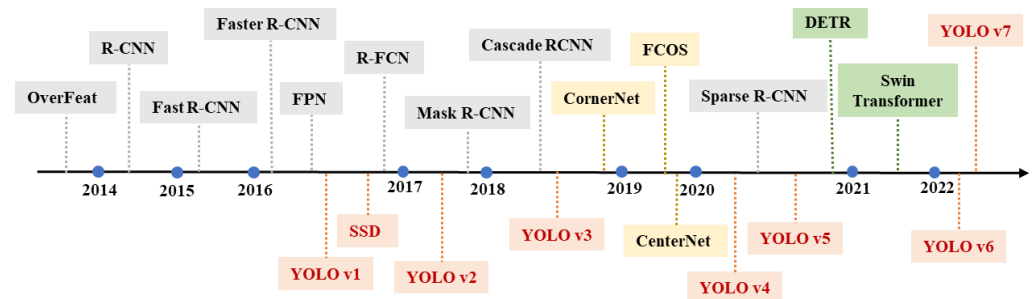 Faster R-CNN
DETR
YOLO v7
R-CNN
R-FCN
Cascade RCNN
FCOS
OverFeat
Fast R-CNN
FPN
Mask R-CNN
CornerNet
Sparse R-CNN
Swin
Transformer
2014
2015
2016
2017
2018
2019
2020
2021
2022
SSD
YOLO v3
CenterNet
YOLO v5
YOLO v6
YOLO v1
YOLO v2
YOLO v4